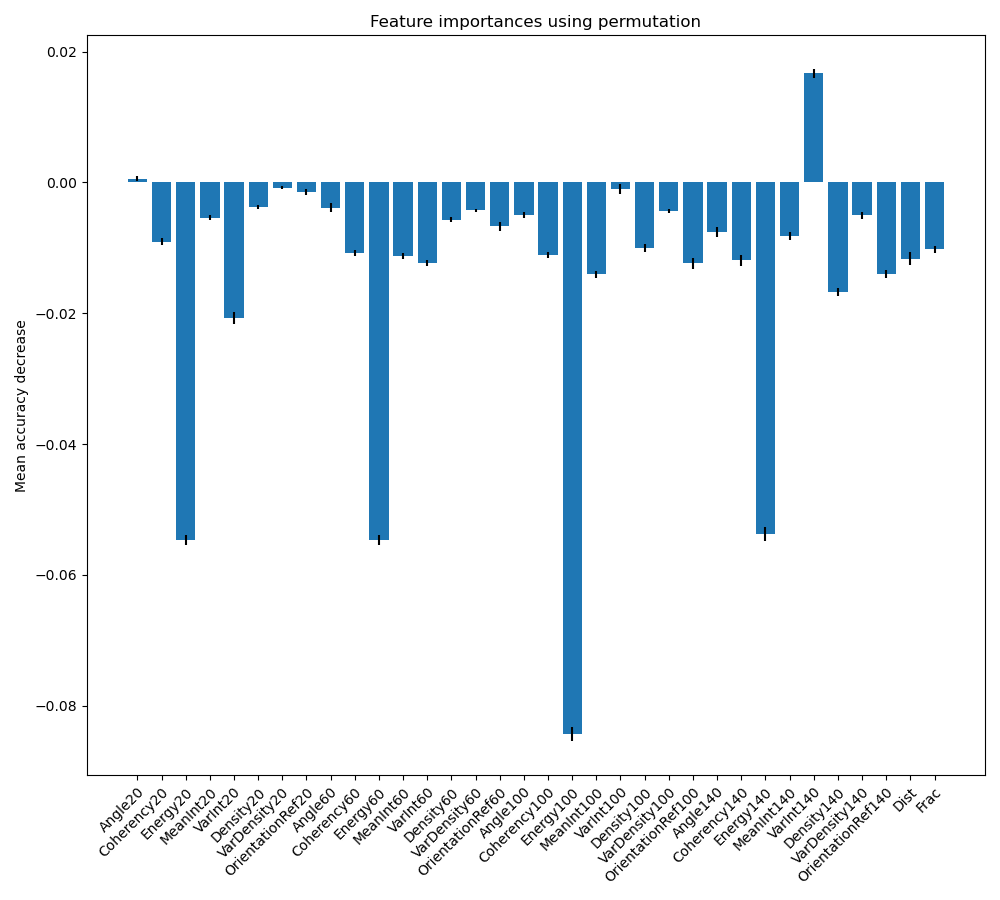 Feature importances using permutation
Mean accuracy decrease
0.02
0.00
−0.02
−0.04
−0.06
−0.08
Angle20
Coherency20
Energy20
MeanInt20
VarInt20
Density20
VarDensity20
OrientationRef20
Angle60
Coherency60
Energy60
MeanInt60
VarInt60
Density60
VarDensity60
OrientationRef60
Angle100
Coherency100
Energy100
MeanInt100
VarInt100
Density100
VarDensity100
OrientationRef100
Angle140
Coherency140
Energy140
MeanInt140
VarInt140
Density140
VarDensity140
OrientationRef140
Dist
Frac